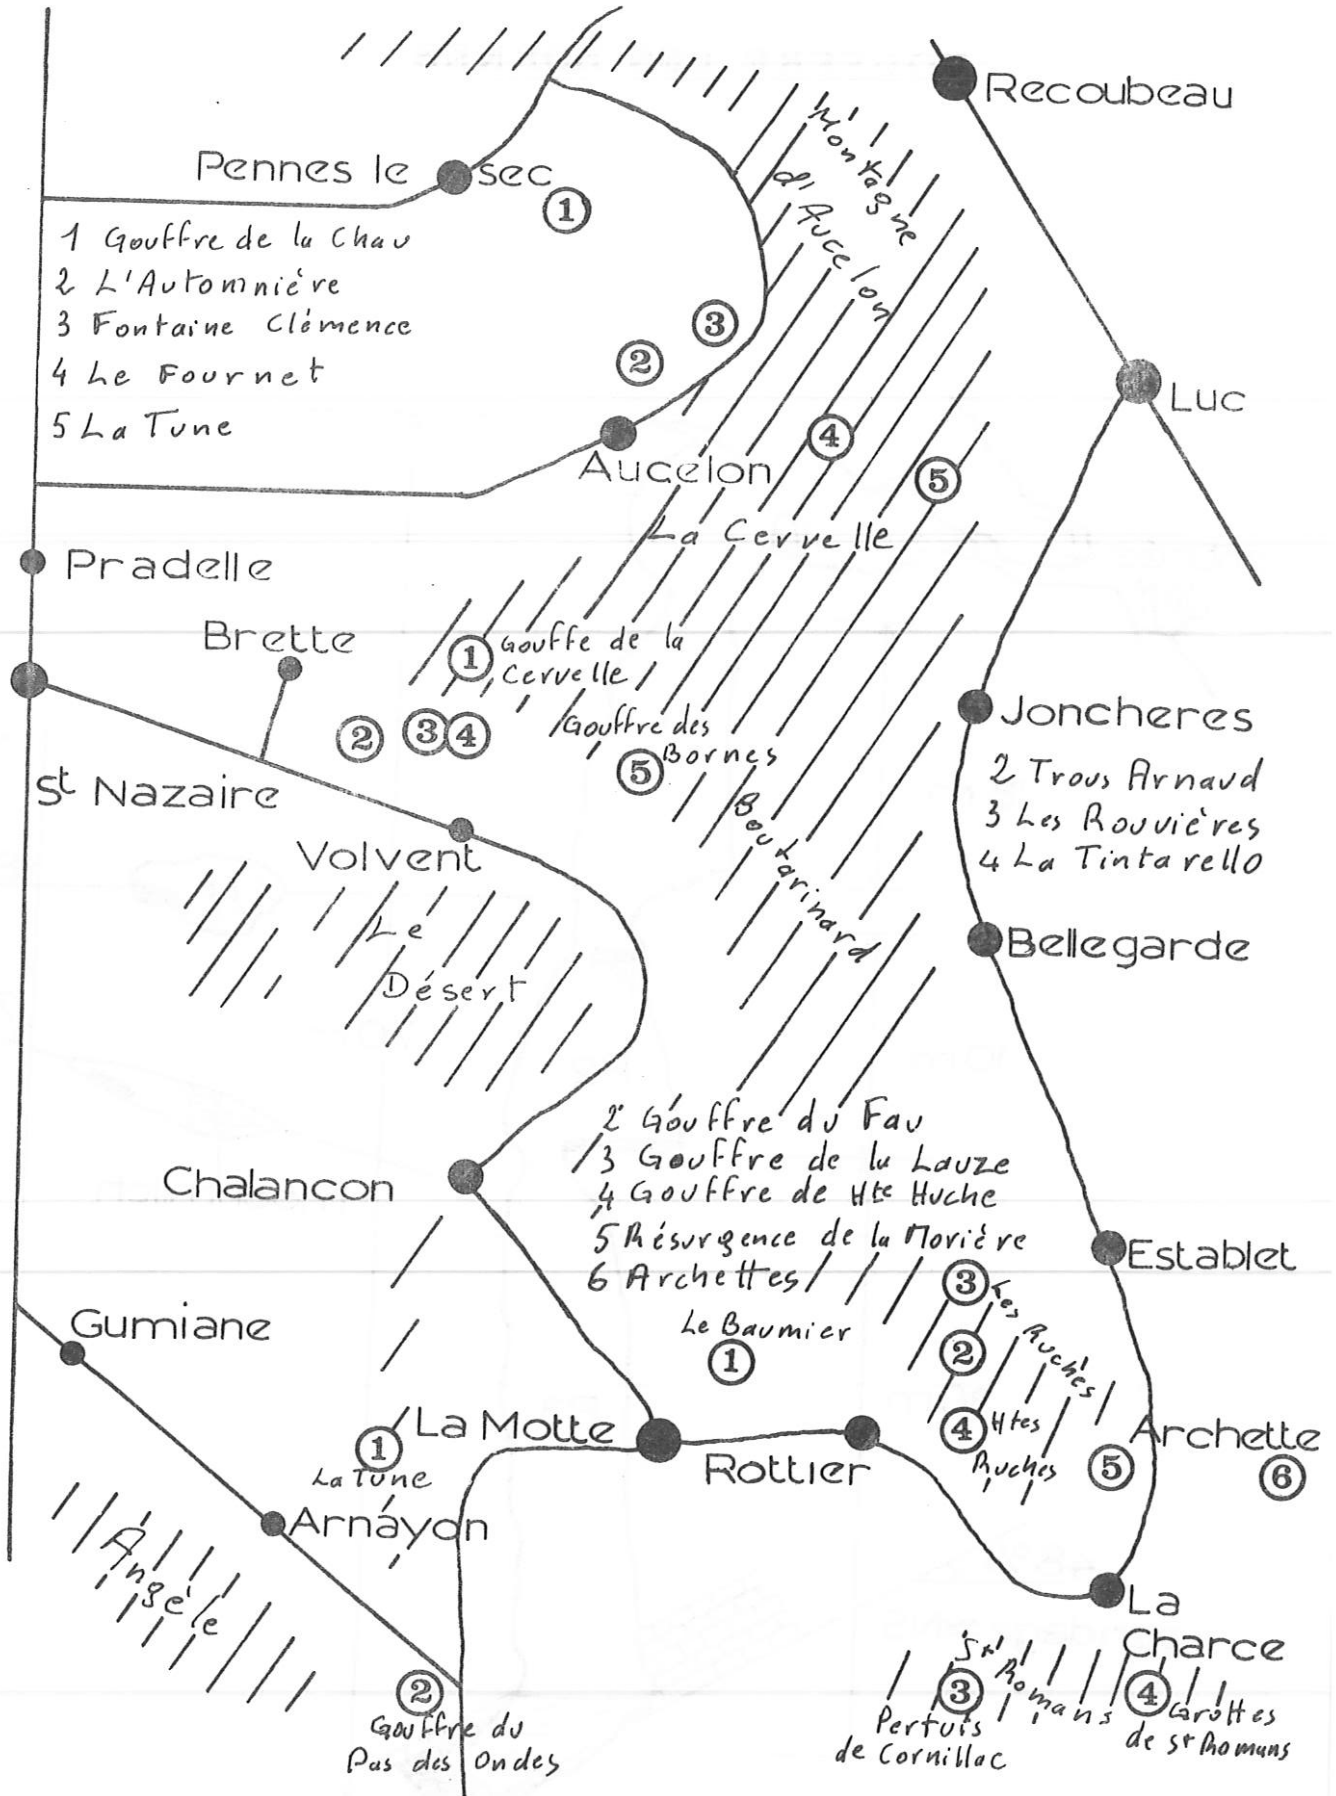 Recoubeau
Montagne
d'Aucelon
Pennes le sec
1
1 Gouffre de la Chau
2 L'Automnière
3 Fontaine Clémence
4 Le Fournet
5 La Tune
3
2
Luc
4
5
Aucelon
La Cervelle
Pradelle
Brette
1 Gouffe de la
Cervelle
2 3 4
Gouffre des
5 Bornes
Joncheres
2 Trous Arnaud
3 Les Rouvières
4 La Tintarello
St Nazaire
Volvent
Boutarinard
Le
Désert
Bellegarde
2 Gouffre du Fau
3 Gouffre de la Lauze
4 Gouffre de Hte Huche
5 Résurgence de la Morière
6 Archettes
Chalancon
Establet
Gumiane
Le Baumier
1
3 Les Ruches
2
4 Htes
Ruches
5
Archette
6
La Motte
1
La Tune
Rottier
Arnayon
Angèle
La
Charce
2
Gouffre du
Pas des Ondes
St Romans
3
Pertuis
de Cornillac
4 Grottes
de st Romans